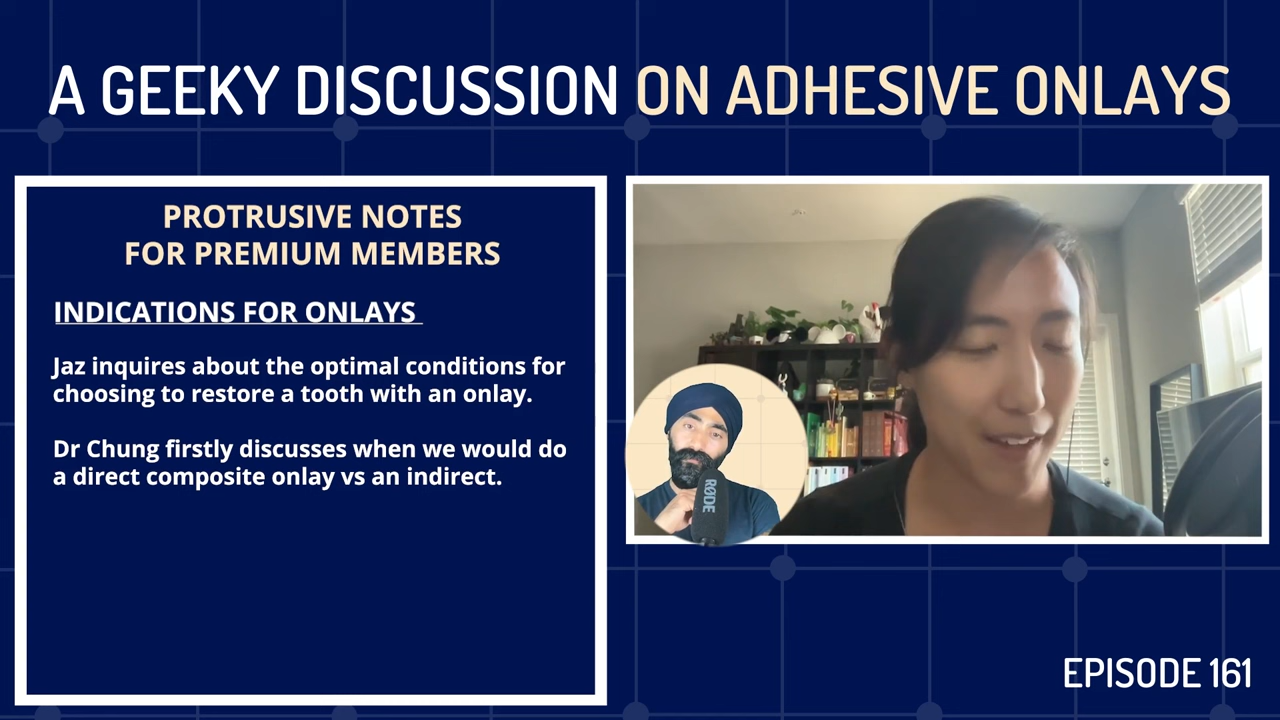 A GEEKY DISCUSSION ON ADHESIVE ONLAYS
PROTRUSIVE NOTES
FOR PREMIUM MEMBERS
INDICATIONS FOR ONLAYS
Jaz inquires about the optimal conditions for
choosing to restore a tooth with an onlay.
Dr Chung firstly discusses when we would do
a direct composite onlay vs an indirect.
RØDE
EPISODE 161